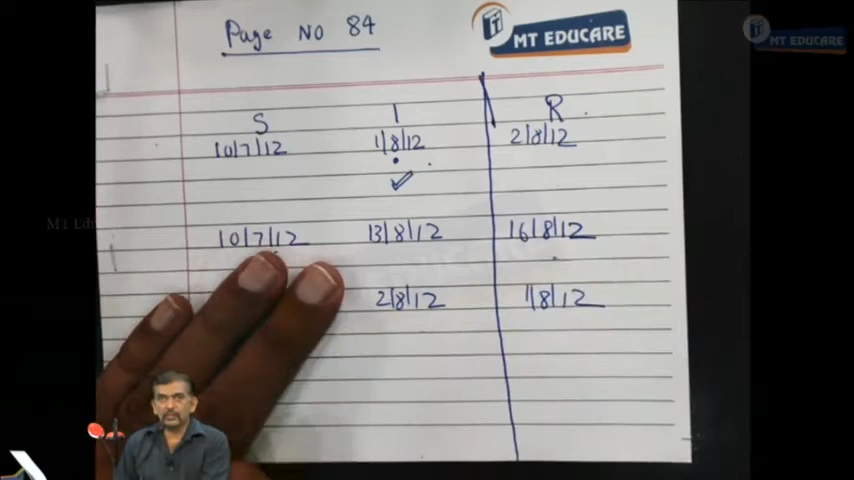 Page NO 84
MT EDUCARE
MT EDUCARE
S I R
10/7/12 1/8/12 2/8/12
10/7/12 13/8/12 16/8/12
2/8/12 1/8/12